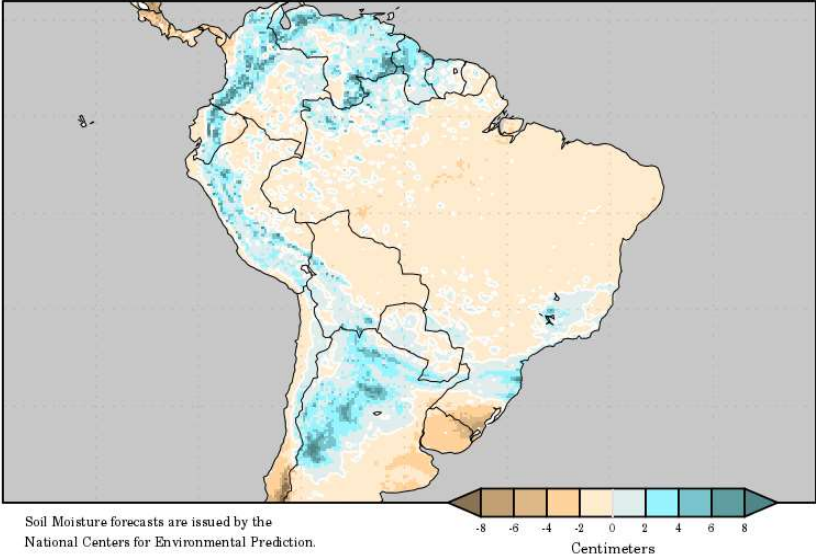 Soil Moisture forecasts are issued by the
National Centers for Environmental Prediction.
-8 -6 -4 -2 0 2 4 6 8
Centimeters